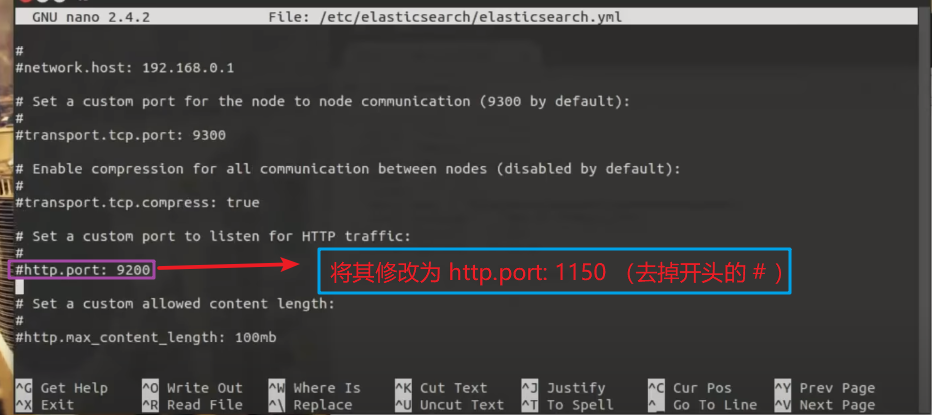 GNU nano 2.4.2 File: /etc/elasticsearch/elasticsearch.yml
#
#network.host: 192.168.0.1
# Set a custom port for the node to node communication (9300 by default):
#
#transport.tcp.port: 9300
# Enable compression for all communication between nodes (disabled by default):
#
#transport.tcp.compress: true
# Set a custom port to listen for HTTP traffic:
#
#http.port: 9200
将其修改为 http.port: 1150 （去掉开头的 # ）
# Set a custom allowed content length:
#
#http.max_content_length: 100mb
^G Get Help ^O Write Out ^W Where Is ^K Cut Text ^J Justify ^C Cur Pos ^Y Prev Page
^X Exit ^R Read File ^\ Replace ^U Uncut Text ^T To Spell ^_ Go To Line ^V Next Page